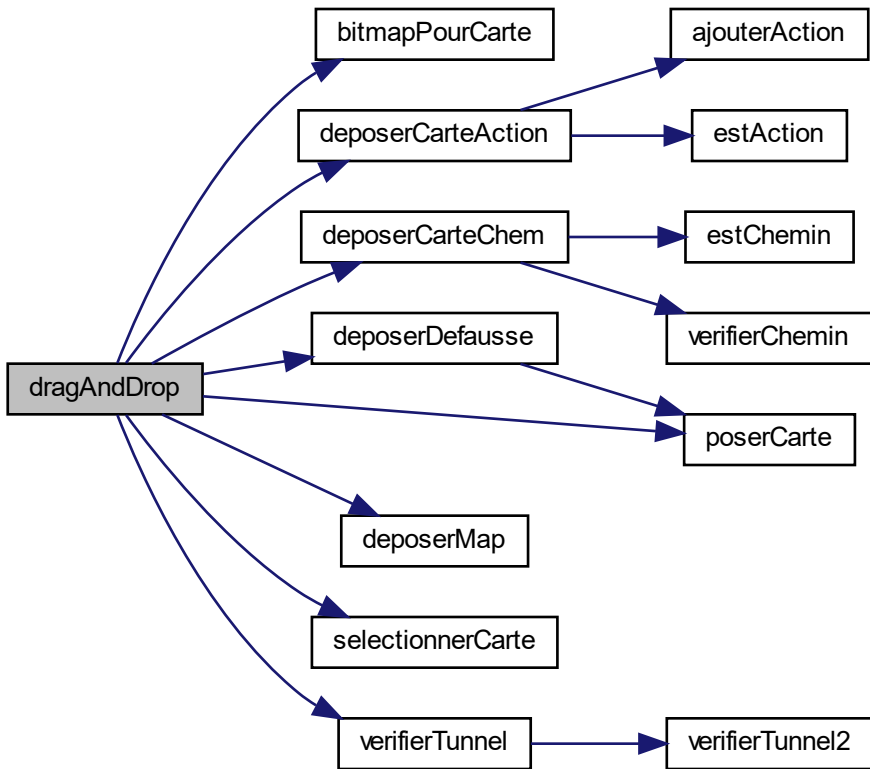 bitmapPourCarte
ajouterAction
deposerCarteAction
estAction
deposerCarteChem
estChemin
deposerDefausse
verifierChemin
dragAndDrop
poserCarte
deposerMap
selectionnerCarte
verifierTunnel
verifierTunnel2